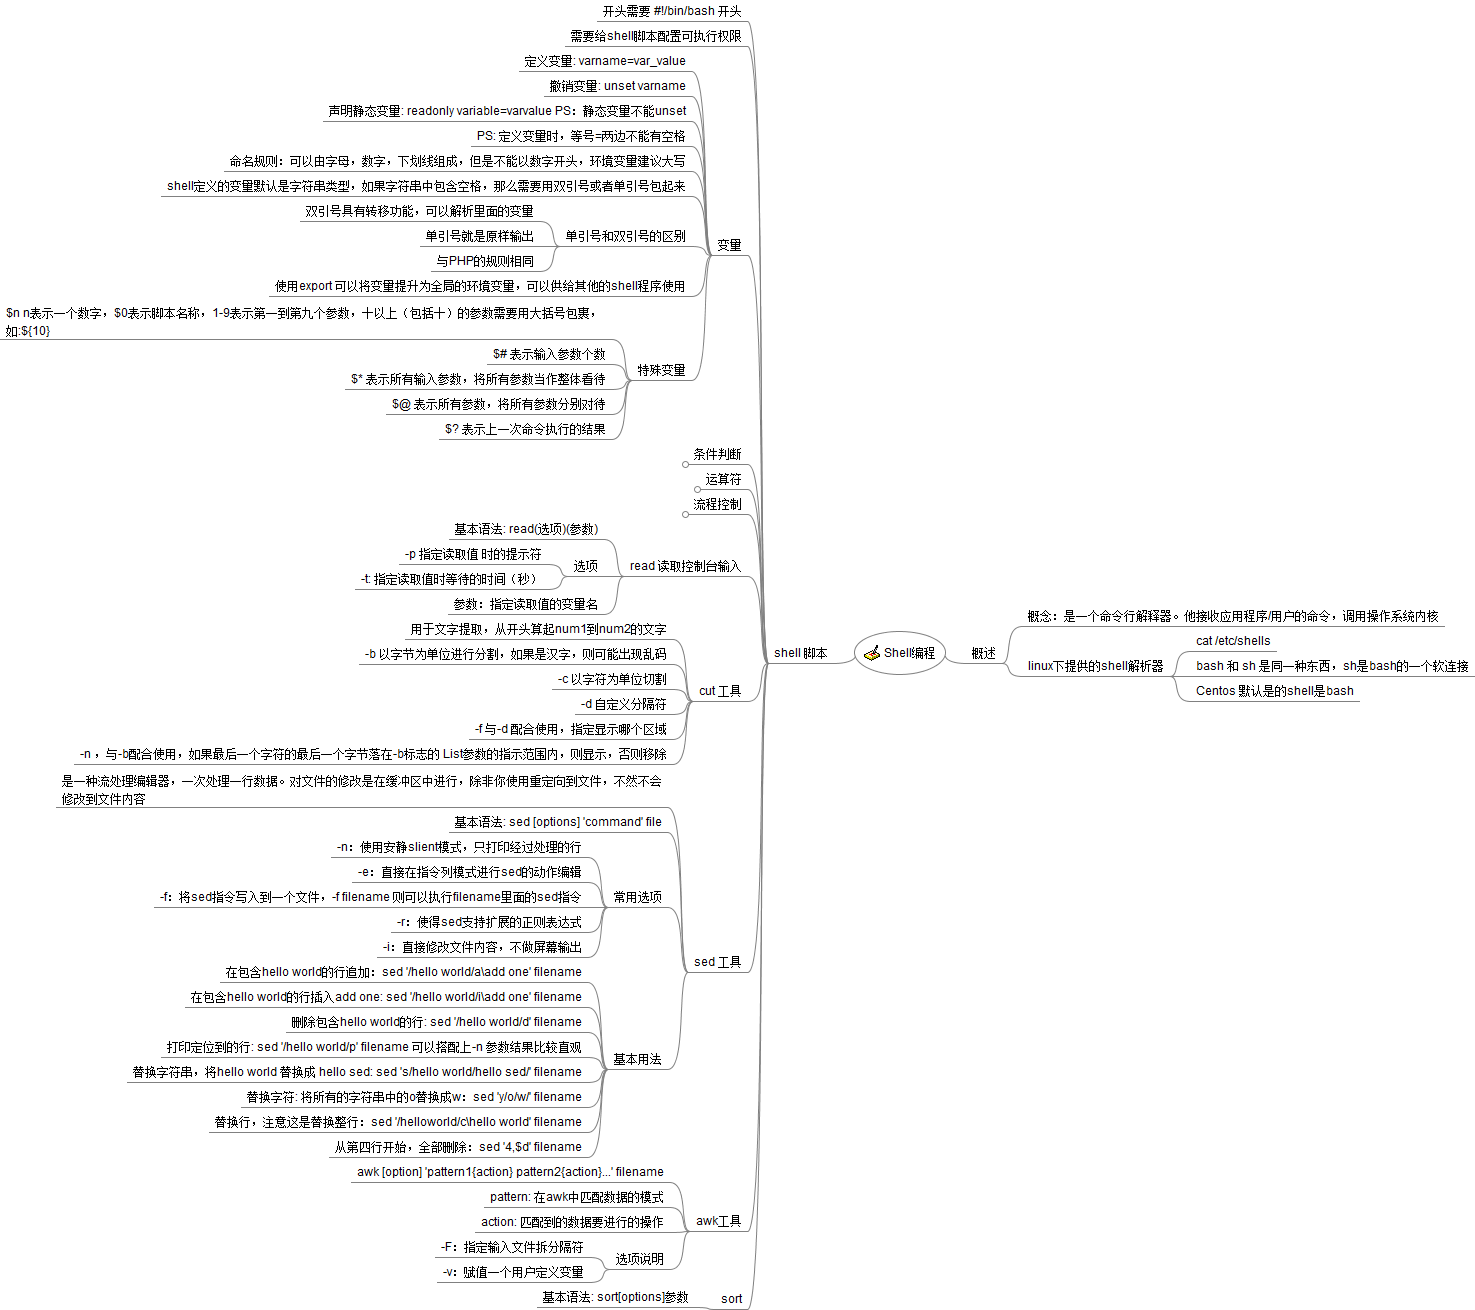 开头需要 #!/bin/bash 开头
需要给shell脚本配置可执行权限
定义变量: varname=var_value
撤销变量: unset varname
声明静态变量: readonly variable=varvalue PS：静态变量不能unset
PS: 定义变量时，等号=两边不能有空格
命名规则：可以由字母，数字，下划线组成，但是不能以数字开头，环境变量建议大写
shell定义的变量默认是字符串类型，如果字符串中包含空格，那么需要用双引号或者单引号包起来
双引号具有转移功能，可以解析里面的变量
单引号就是原样输出
与PHP的规则相同
单引号和双引号的区别
变量
使用export 可以将变量提升为全局的环境变量，可以供给其他的shell程序使用
$n n表示一个数字，$0表示脚本名称，1-9表示第一到第九个参数，十以上（包括十）的参数需要用大括号包裹，
如:${10}
$# 表示输入参数个数
$* 表示所有输入参数，将所有参数当作整体看待
$@ 表示所有参数，将所有参数分别对待
$? 表示上一次命令执行的结果
特殊变量
条件判断
运算符
流程控制
基本语法: read(选项)(参数)
-p 指定读取值 时的提示符
-t: 指定读取值时等待的时间（秒）
选项
参数：指定读取值的变量名
read 读取控制台输入
用于文字提取，从开头算起num1到num2的文字
-b 以字节为单位进行分割，如果是汉字，则可能出现乱码
-c 以字符为单位切割
-d 自定义分隔符
-f 与-d 配合使用，指定显示哪个区域
-n ，与-b配合使用，如果最后一个字符的最后一个字节落在-b标志的 List参数的指示范围内，则显示，否则移除
cut 工具
是一种流处理编辑器，一次处理一行数据。对文件的修改是在缓冲区中进行，除非你使用重定向到文件，不然不会
修改到文件内容
基本语法: sed [options] 'command' file
-n：使用安静slient模式，只打印经过处理的行
-e：直接在指令列模式进行sed的动作编辑
-f：将sed指令写入到一个文件，-f filename 则可以执行filename里面的sed指令
-r：使得sed支持扩展的正则表达式
-i：直接修改文件内容，不做屏幕输出
常用选项
在包含hello world的行追加：sed '/hello world/a\add one' filename
在包含hello world的行插入add one: sed '/hello world/i\add one' filename
删除包含hello world的行: sed '/hello world/d' filename
打印定位到的行: sed '/hello world/p' filename 可以搭配上-n 参数结果比较直观
替换字符串，将hello world 替换成 hello sed: sed 's/hello world/hello sed/' filename
替换字符: 将所有的字符串中的o替换成w：sed 'y/o/w/' filename
替换行，注意这是替换整行：sed '/helloworld/c\hello world' filename
从第四行开始，全部删除：sed '4,$d' filename
基本用法
sed 工具
awk [option] 'pattern1{action} pattern2{action}...' filename
pattern: 在awk中匹配数据的模式
action: 匹配到的数据要进行的操作
-F：指定输入文件拆分隔符
-v：赋值一个用户定义变量
选项说明
awk工具
基本语法: sort[options]参数
sort
shell 脚本
Shell编程
概述
概念：是一个命令行解释器。他接收应用程序/用户的命令，调用操作系统内核
linux下提供的shell解析器
cat /etc/shells
bash 和 sh 是同一种东西，sh是bash的一个软连接
Centos 默认是的shell是bash